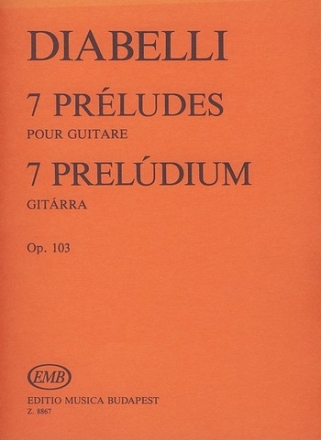 DIABELLI
7 PRÉLUDES
POUR GUITARE
7 PRELÚDIUM
GITÁRRA
Op. 103
EMB
EDITIO MUSICA BUDAPEST
Z. 8867